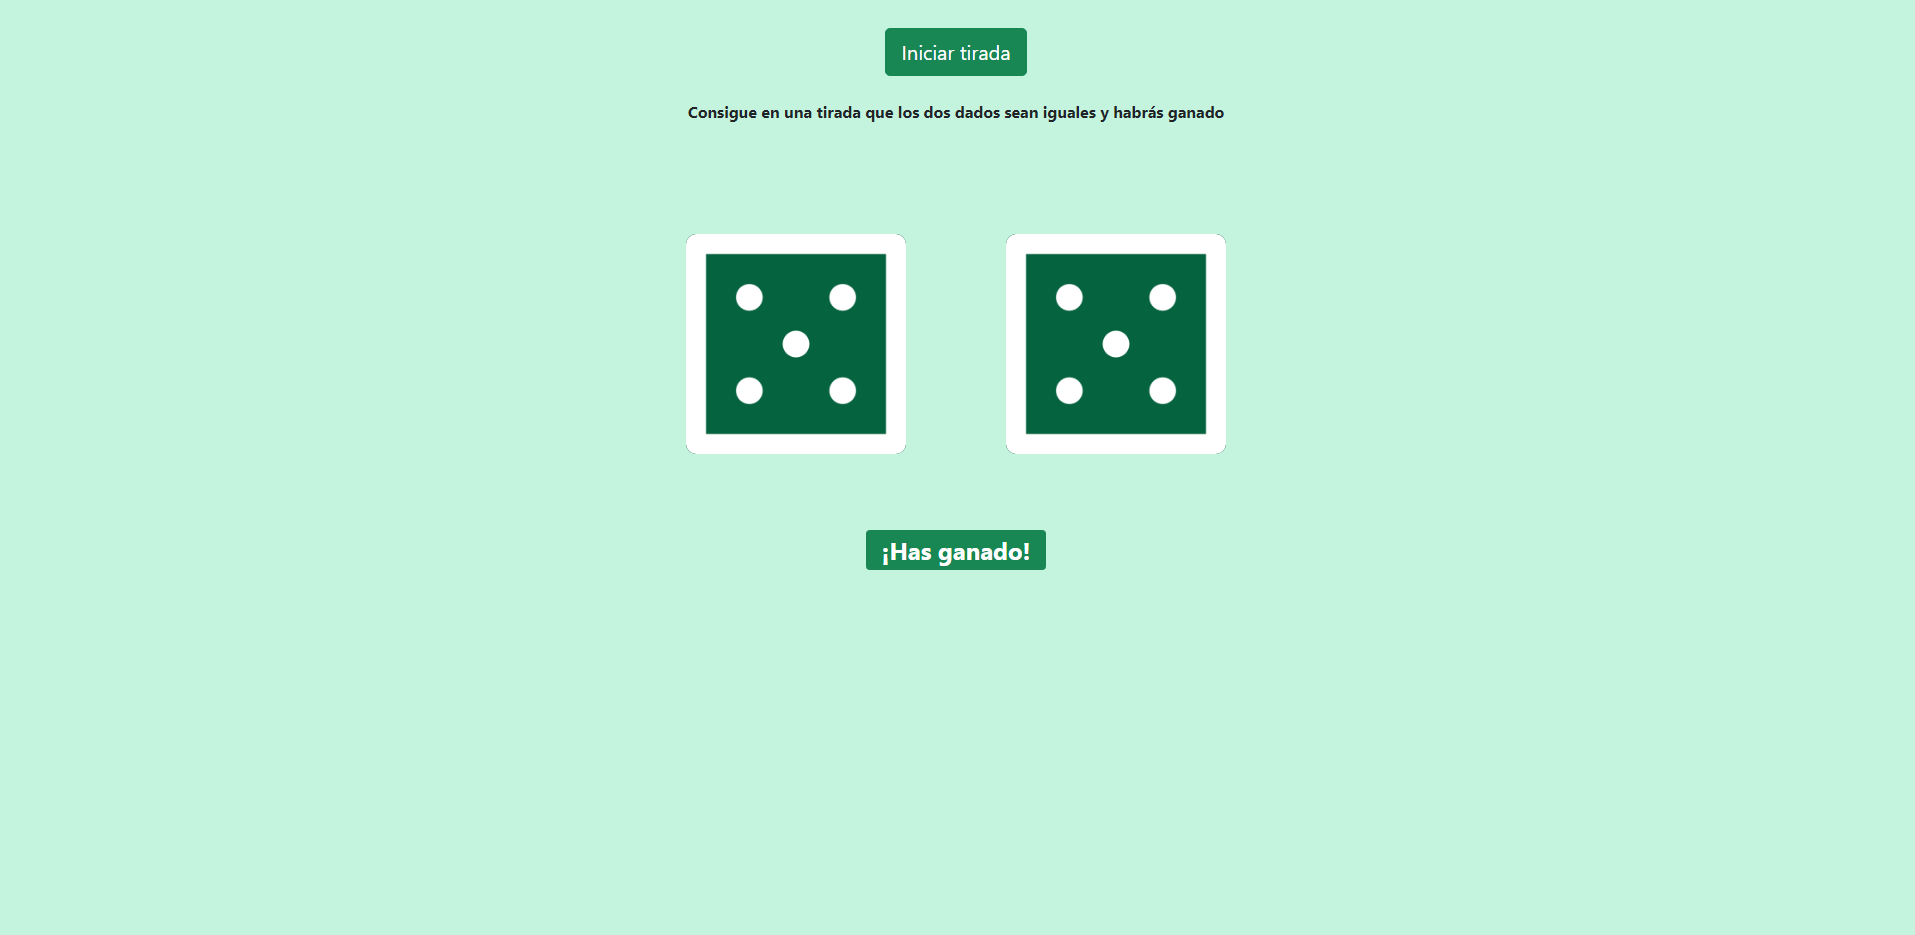 Iniciar tirada
Consigue en una tirada que los dos dados sean iguales y habrás ganado
¡Has ganado!